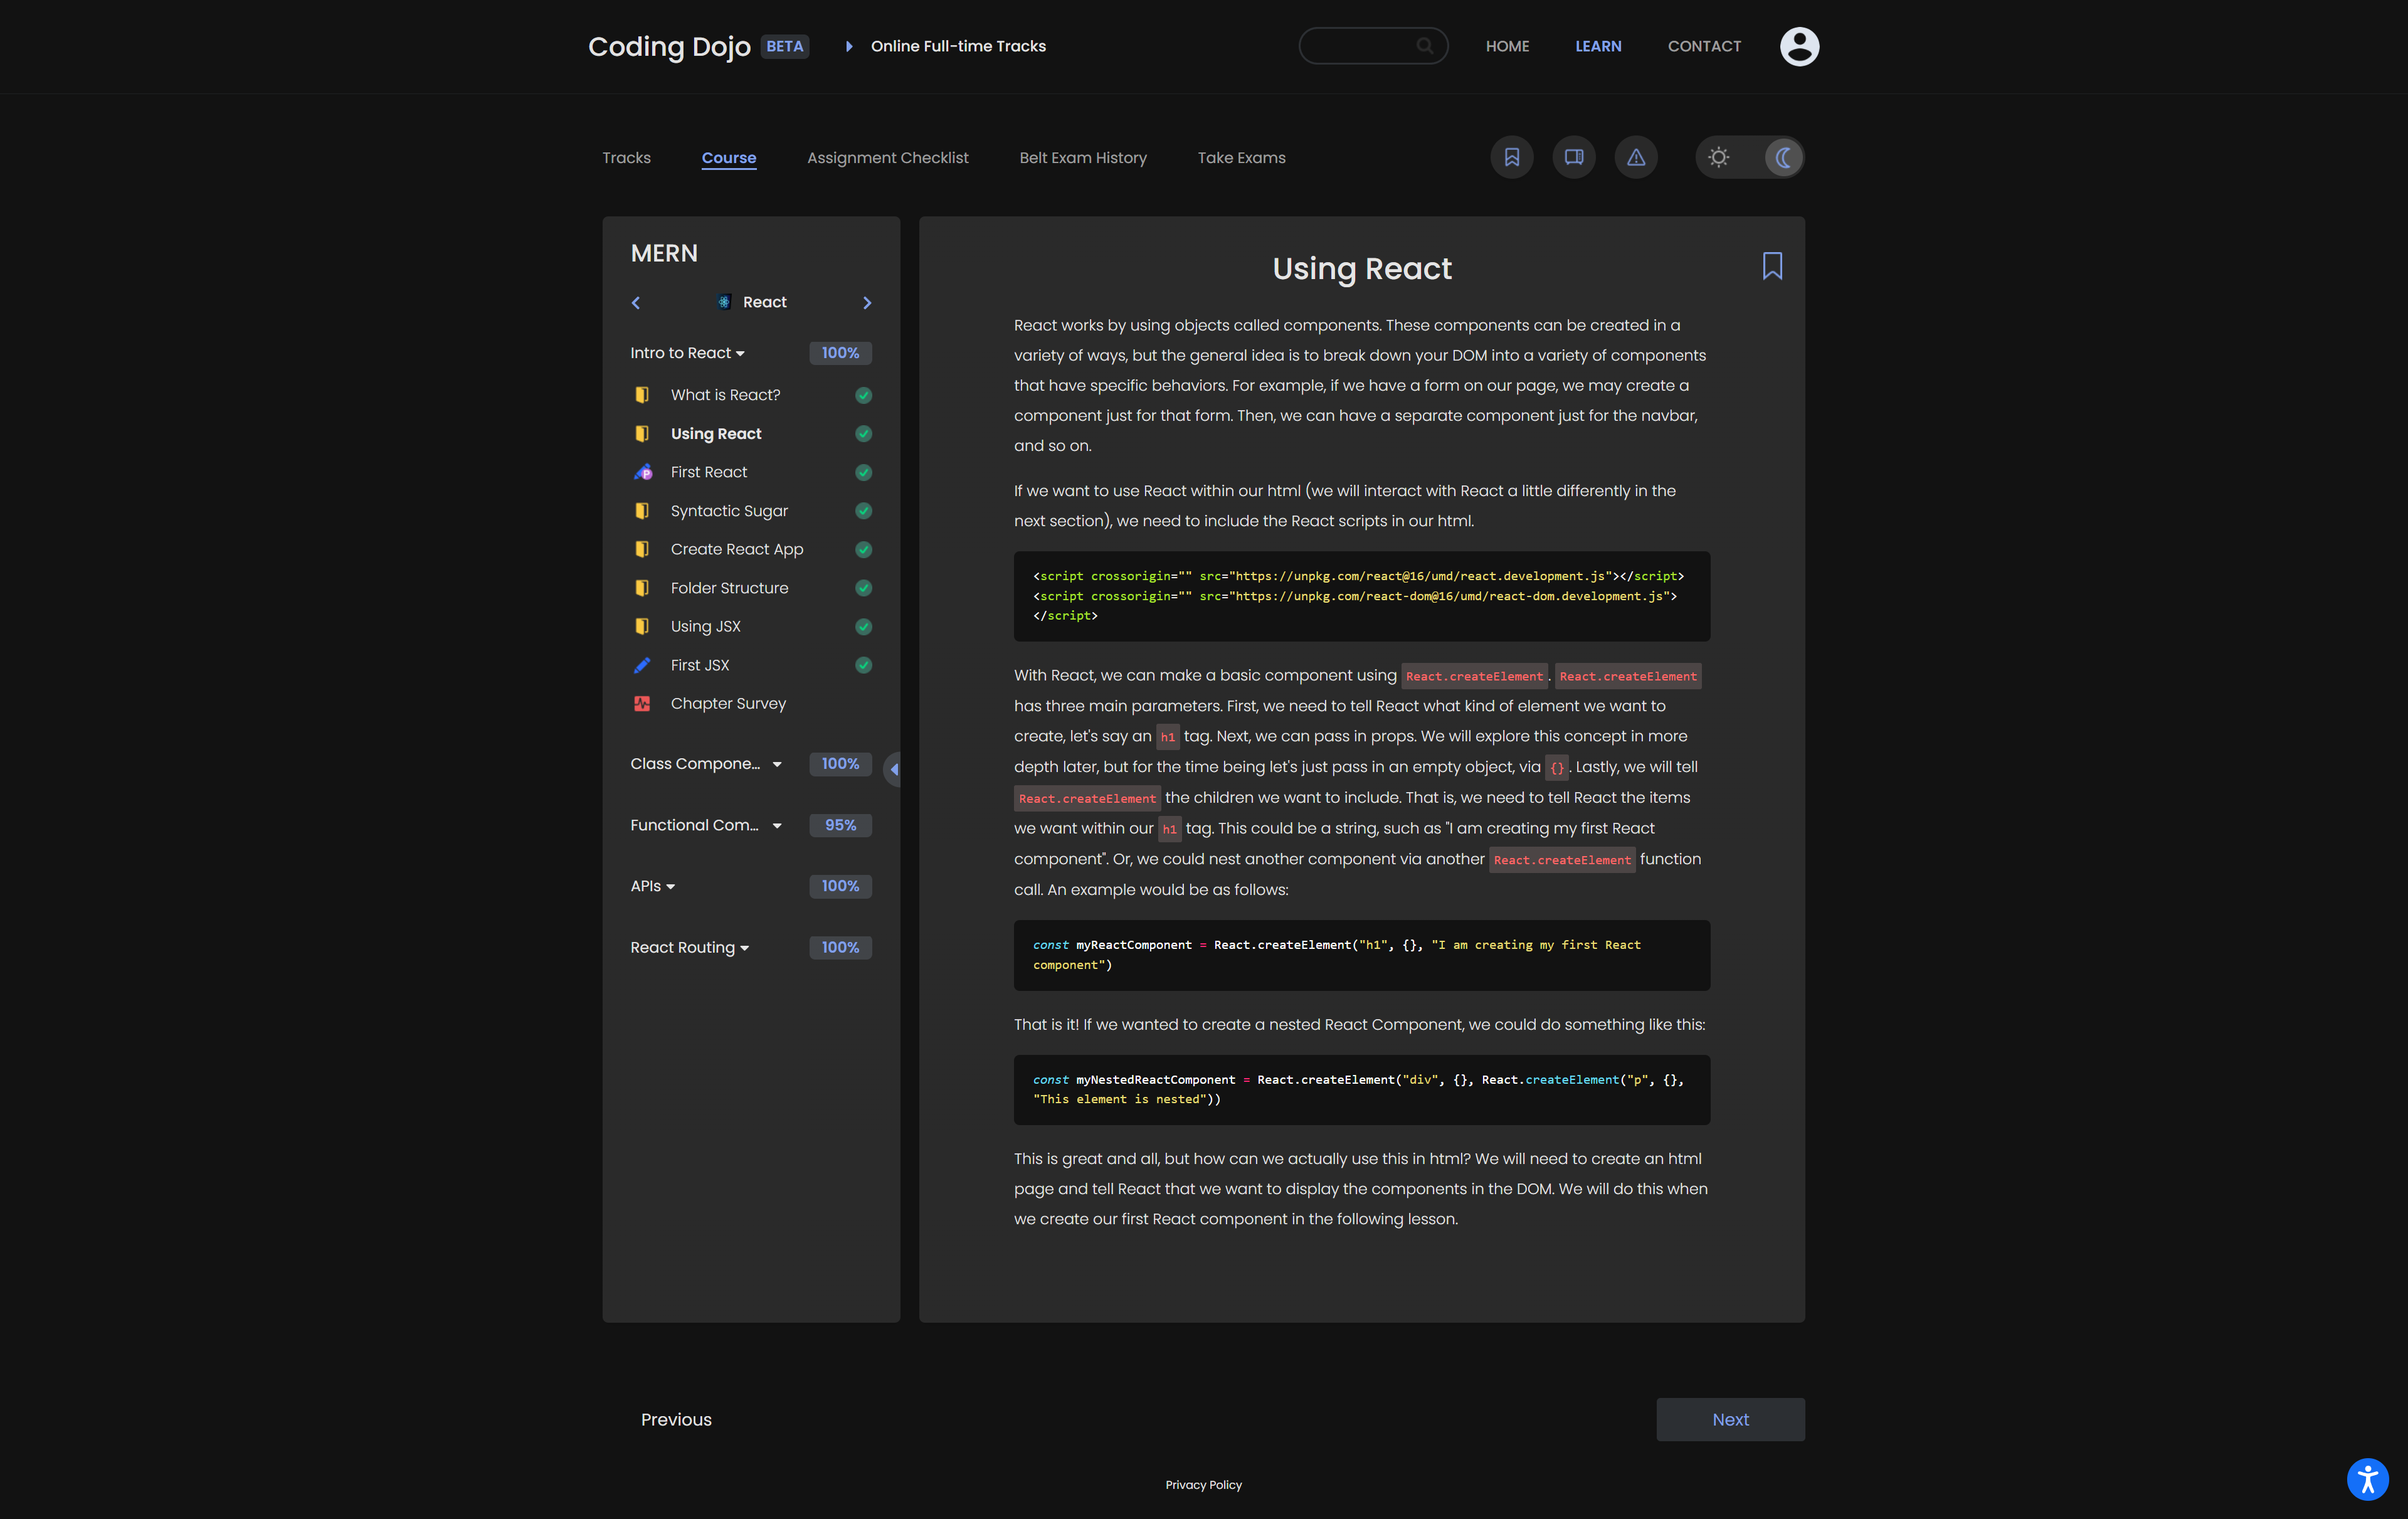 Coding Dojo BETA Online Full-time Tracks HOME LEARN CONTACT
Tracks Course Assignment Checklist Belt Exam History Take Exams
MERN
React
Intro to React 100%
What is React?
Using React
First React
Syntactic Sugar
Create React App
Folder Structure
Using JSX
First JSX
Chapter Survey
Class Compone... 100%
Functional Com... 95%
APIs 100%
React Routing 100%
Using React
React works by using objects called components. These components can be created in a
variety of ways, but the general idea is to break down your DOM into a variety of components
that have specific behaviors. For example, if we have a form on our page, we may create a
component just for that form. Then, we can have a separate component just for the navbar,
and so on.
If we want to use React within our html (we will interact with React a little differently in the
next section), we need to include the React scripts in our html.
<script crossorigin="" src="https://unpkg.com/react@16/umd/react.development.js"></script>
<script crossorigin="" src="https://unpkg.com/react-dom@16/umd/react-dom.development.js">
</script>
With React, we can make a basic component using React.createElement. React.createElement
has three main parameters. First, we need to tell React what kind of element we want to
create, let's say an h1 tag. Next, we can pass in props. We will explore this concept in more
depth later, but for the time being let's just pass in an empty object, via {}. Lastly, we will tell
React.createElement the children we want to include. That is, we need to tell React the items
we want within our h1 tag. This could be a string, such as "I am creating my first React
component". Or, we could nest another component via another React.createElement function
call. An example would be as follows:
const myReactComponent = React.createElement("h1", {}, "I am creating my first React
component")
That is it! If we wanted to create a nested React Component, we could do something like this:
const myNestedReactComponent = React.createElement("div", {}, React.createElement("p", {},
"This element is nested"))
This is great and all, but how can we actually use this in html? We will need to create an html
page and tell React that we want to display the components in the DOM. We will do this when
we create our first React component in the following lesson.
Previous Next
Privacy Policy